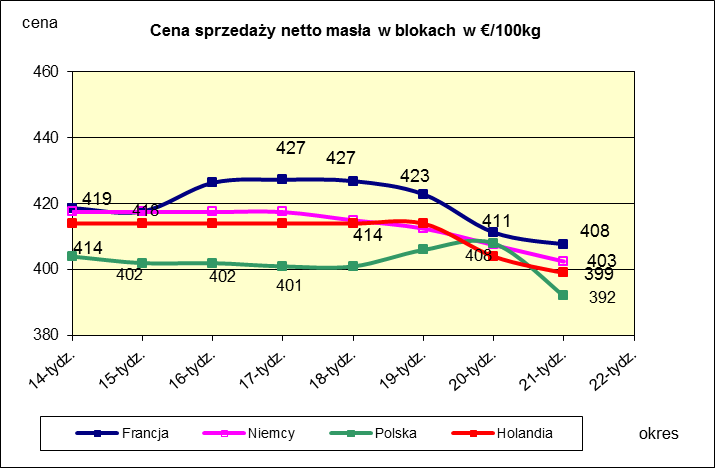 cena
Cena sprzedaży netto masła w blokach w €/100kg
460
440
427
427
423
419
418
420
411
408
414
414
408
403
402
402
400
399
401
392
380
14-tydz.
15-tydz.
16-tydz.
17-tydz.
18-tydz.
19-tydz.
20-tydz.
21-tydz.
22-tydz.
Francja
Niemcy
Polska
Holandia
okres